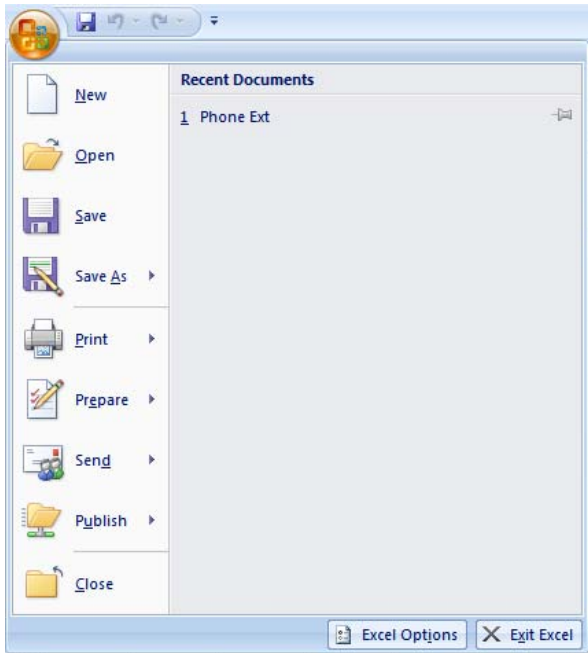 New
Open
Save
Save As
Print
Prepare
Send
Publish
Close
Recent Documents
1 Phone Ext
Excel Options
Exit Excel